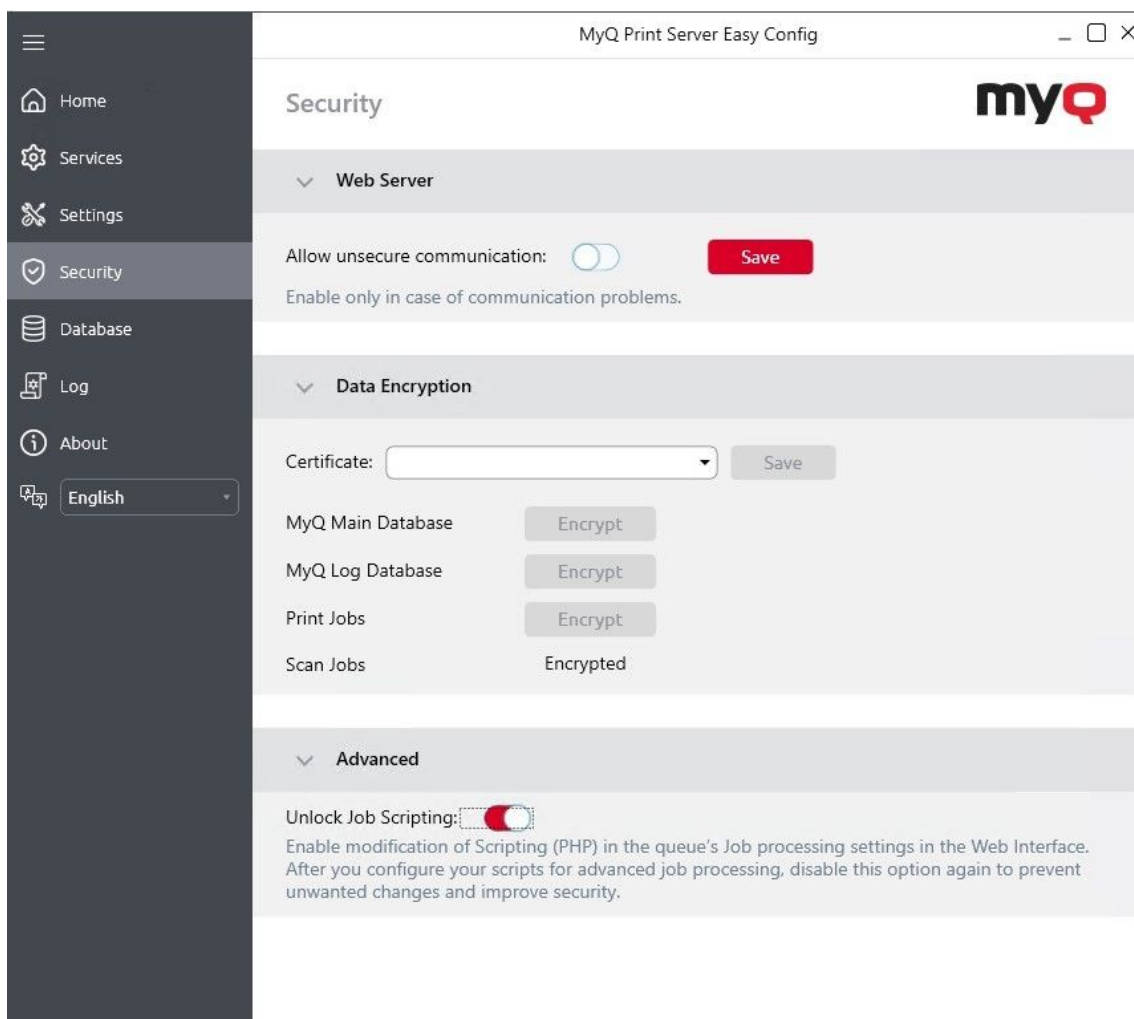 MyQ Print Server Easy Config
Home
Services
Settings
Security
Database
Log
About
English
Security
myQ
Web Server
Allow unsecure communication:
Save
Enable only in case of communication problems.
Data Encryption
Certificate:
Save
MyQ Main Database
Encrypt
MyQ Log Database
Encrypt
Print Jobs
Encrypt
Scan Jobs
Encrypted
Advanced
Unlock Job Scripting:
Enable modification of Scripting (PHP) in the queue's Job processing settings in the Web Interface.
After you configure your scripts for advanced job processing, disable this option again to prevent
unwanted changes and improve security.